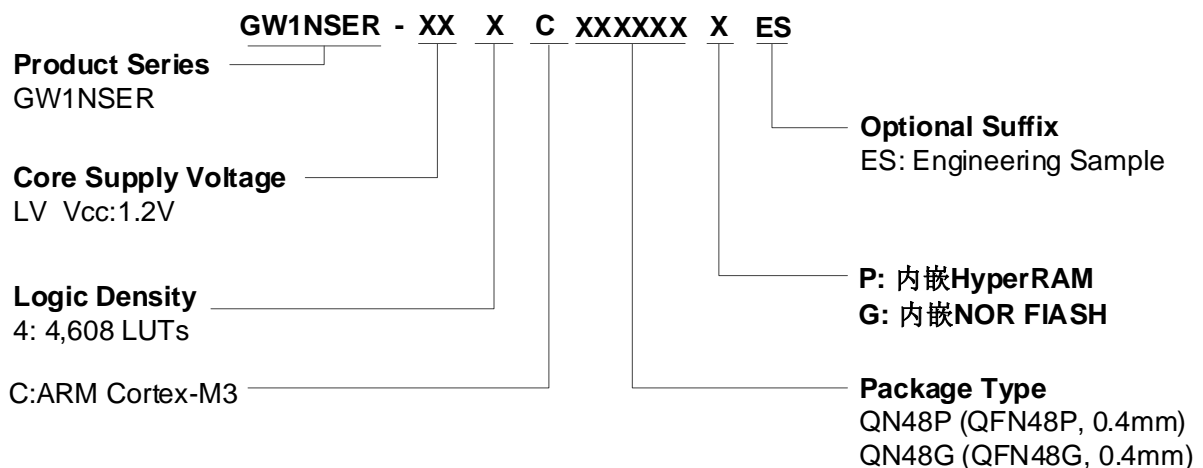 GW1NSER - XX X C XXXXXX X ES
Product Series
GW1NSER
Core Supply Voltage
LV Vcc:1.2V
Logic Density
4: 4,608 LUTs
C:ARM Cortex-M3
Optional Suffix
ES: Engineering Sample
P: 内嵌HyperRAM
G: 内嵌NOR FIASH
Package Type
QN48P (QFN48P, 0.4mm)
QN48G (QFN48G, 0.4mm)